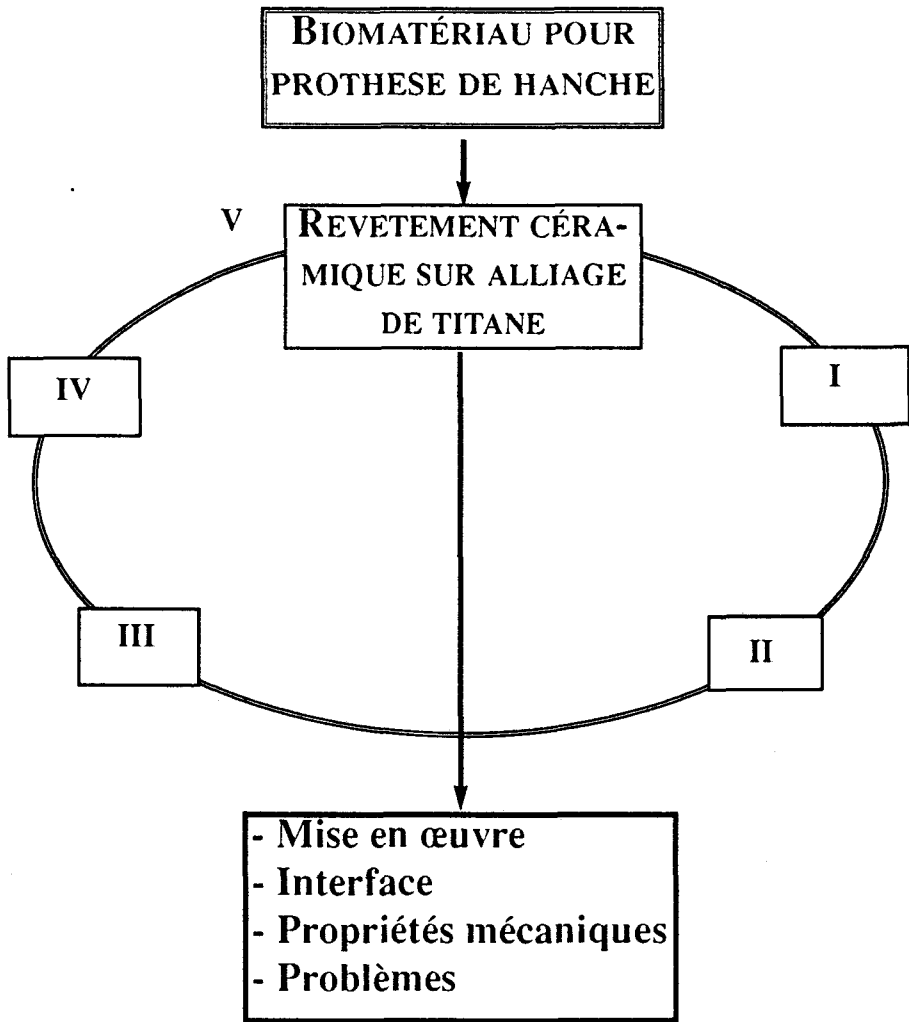 BIOMATÉRIAU POUR
PROTHESE DE HANCHE
V
REVETEMENT CÉRA-
MIQUE SUR ALLIAGE
DE TITANE
IV
I
III
II
- Mise en œuvre
- Interface
- Propriétés mécaniques
- Problèmes